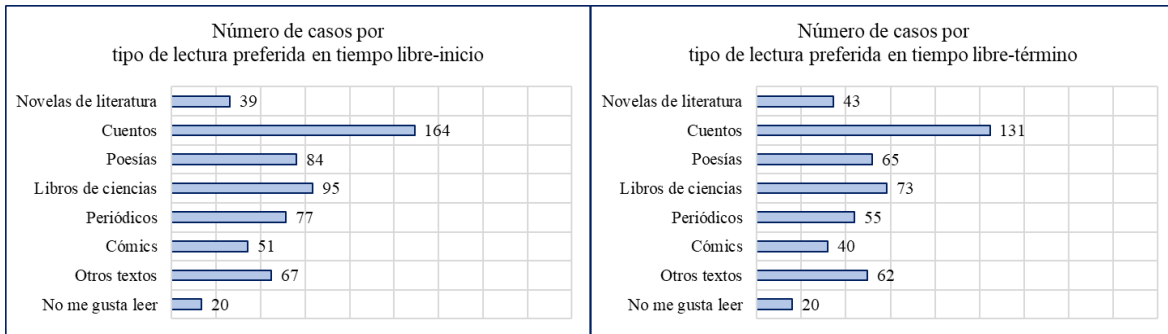 Número de casos por
tipo de lectura preferida en tiempo libre-inicio
Novelas de literatura 39
Cuentos 164
Poesías 84
Libros de ciencias 95
Periódicos 77
Cómics 51
Otros textos 67
No me gusta leer 20
Número de casos por
tipo de lectura preferida en tiempo libre-término
Novelas de literatura 43
Cuentos 131
Poesías 65
Libros de ciencias 73
Periódicos 55
Cómics 40
Otros textos 62
No me gusta leer 20